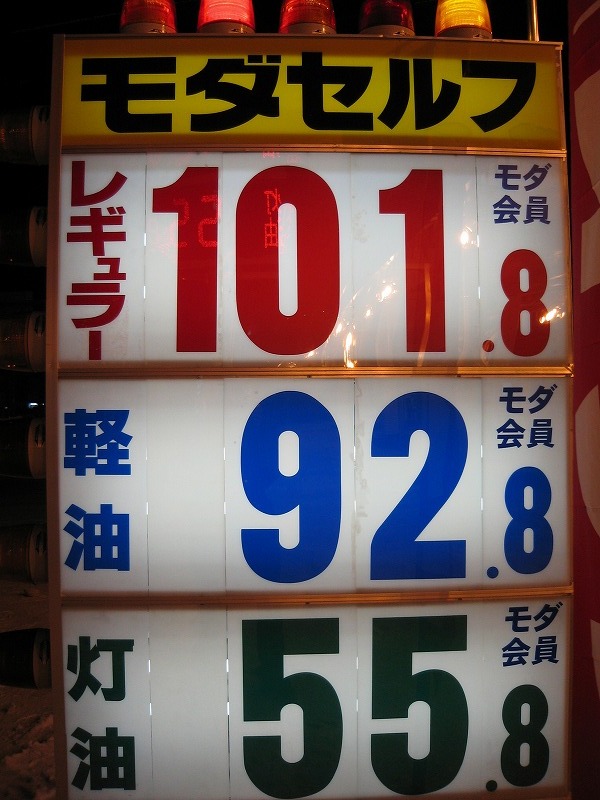 モダセルフ
レギュラー 101.8 モダ会員
軽油 92.8 モダ会員
灯油 55.8 モダ会員